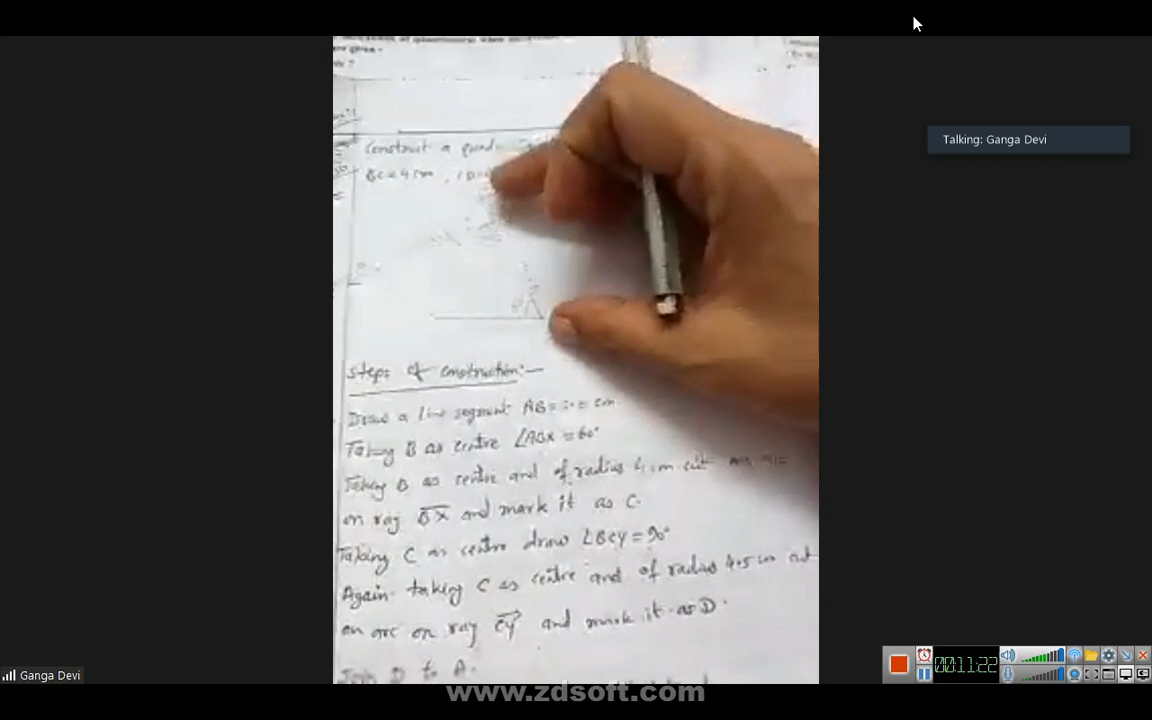 Talking: Ganga Devi
Construct a quad.
BC = 4 cm
Steps of construction:-
Draw a line segment AB = cm
Taking B as centre ∠ABX = 60°
Taking B as centre and of radius 4 cm cut an arc
on ray BX and mark it as C.
Taking C as centre draw ∠BCY = 90°
Again taking C as centre and of radius 4.5 cm cut
an arc on ray CY and mark it as D.
Join D to A.
Ganga Devi
00:11:22
www.zdsoft.com